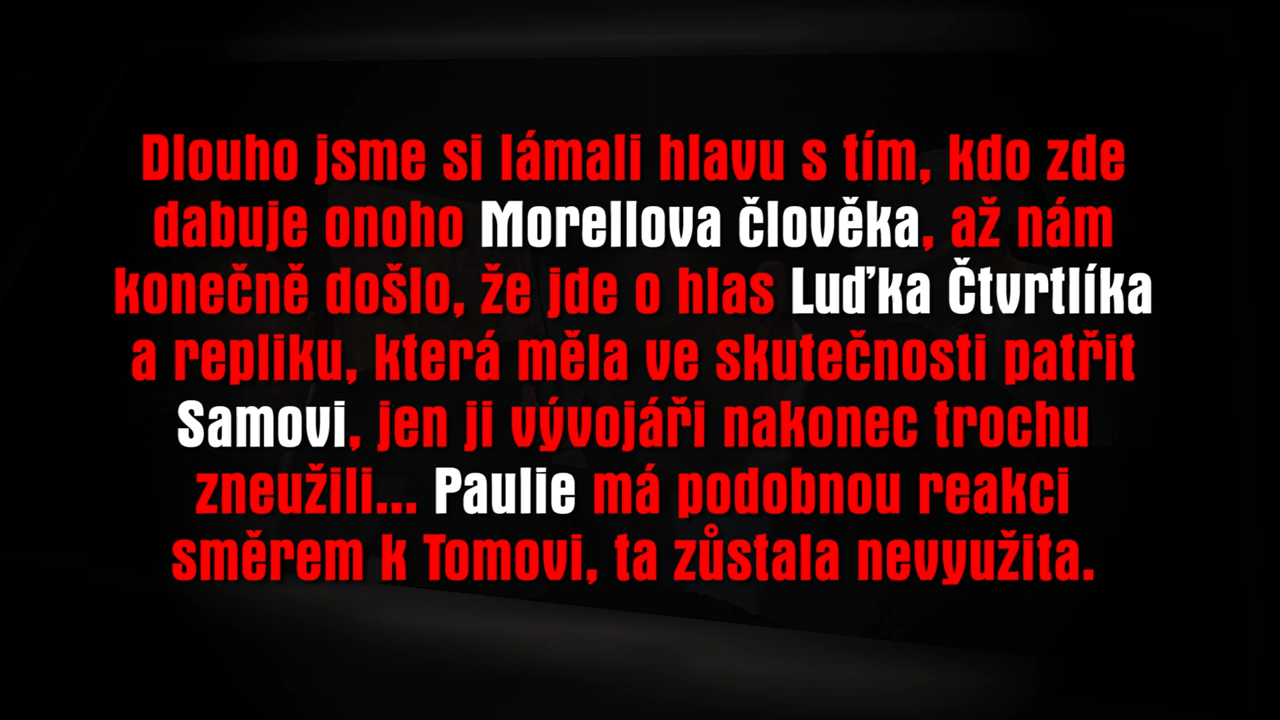 Dlouho jsme si lámali hlavu s tím, kdo zde
dabuje onoho Morellova člověka, až nám
konečně došlo, že jde o hlas Luďka Čtvrtlíka
a repliku, která měla ve skutečnosti patřit
Samovi, jen ji vývojáři nakonec trochu
zneužili... Paulie má podobnou reakci
směrem k Tomovi, ta zůstala nevyužita.